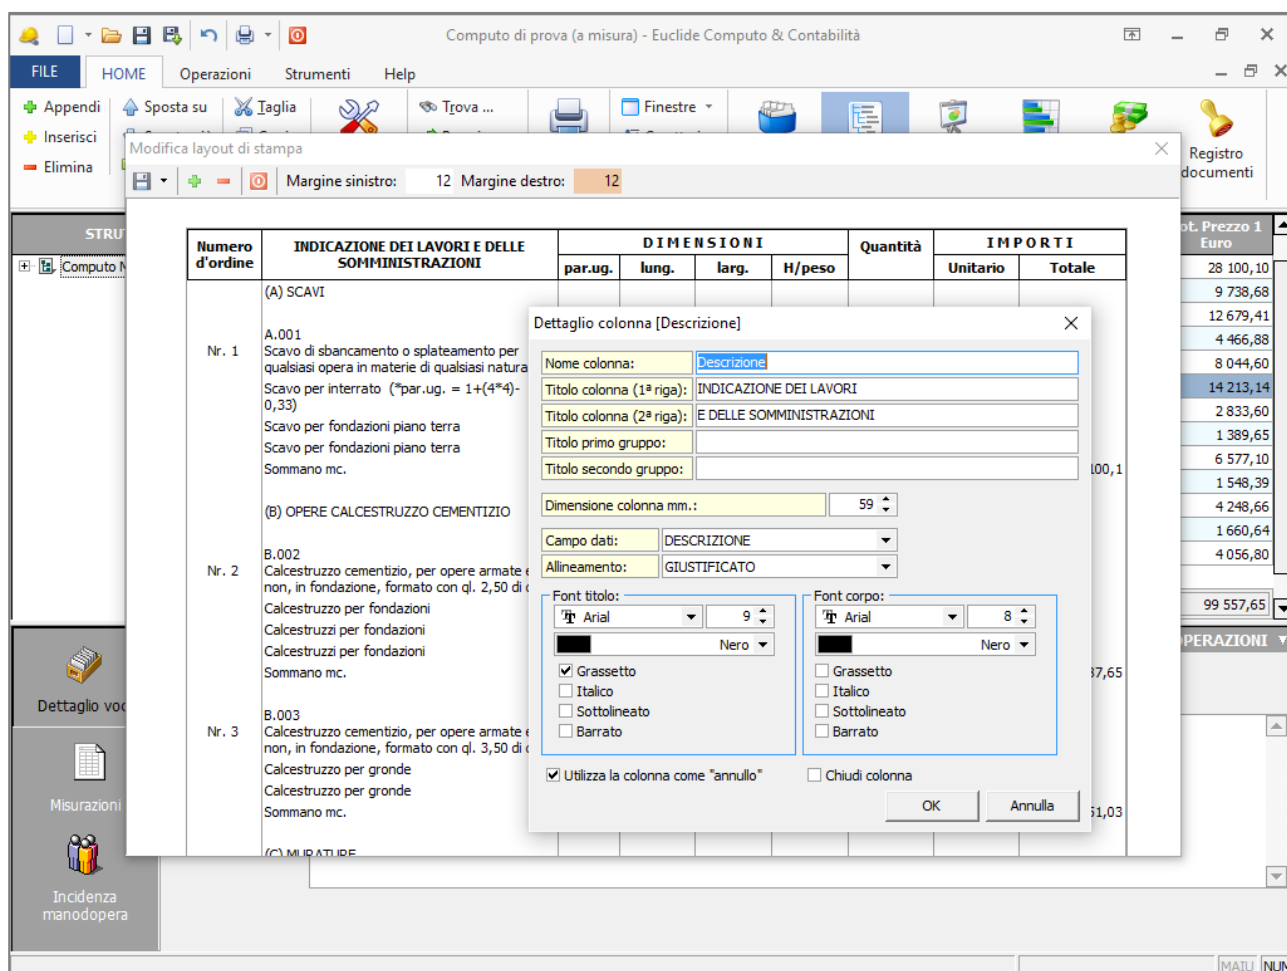 Computo di prova (a misura) - Euclide Computo & Contabilità
FILE HOME Operazioni Strumenti Help
Appendi Sposta su Taglia Trova ... Finestre
Inserisci
Elimina
Registro
documenti
Modifica layout di stampa
Margine sinistro: 12 Margine destro: 12
STRU
Computo M
Numero
d'ordine
INDICAZIONE DEI LAVORI E DELLE
SOMMINISTRAZIONI
DIMENSIONI
par.ug. lung. larg. H/peso
Quantità
IMPORTI
Unitario Totale
(A) SCAVI
A.001
Nr. 1 Scavo di sbancamento o splateamento per
qualsiasi opera in materie di qualsiasi natura
Scavo per interrato (*par.ug. = 1+(4*4)-
0,33)
Scavo per fondazioni piano terra
Scavo per fondazioni piano terra
Sommano mc.
100,1
(B) OPERE CALCESTRUZZO CEMENTIZIO
B.002
Nr. 2 Calcestruzzo cementizio, per opere armate e
non, in fondazione, formato con ql. 2,50 di c
Calcestruzzo per fondazioni
Calcestruzzi per fondazioni
Calcestruzzi per fondazioni
Sommano mc.
37,65
B.003
Nr. 3 Calcestruzzo cementizio, per opere armate e
non, in fondazione, formato con ql. 3,50 di c
Calcestruzzo per gronde
Calcestruzzo per gronde
Sommano mc.
51,03
(C) MURATURE
Dettaglio colonna [Descrizione]
Nome colonna: Descrizione
Titolo colonna (1ª riga): INDICAZIONE DEI LAVORI
Titolo colonna (2ª riga): E DELLE SOMMINISTRAZIONI
Titolo primo gruppo:
Titolo secondo gruppo:
Dimensione colonna mm.: 59
Campo dati: DESCRIZIONE
Allineamento: GIUSTIFICATO
Font titolo:
Arial 9
Nero
Grassetto
Italico
Sottolineato
Barrato
Font corpo:
Arial 8
Nero
Grassetto
Italico
Sottolineato
Barrato
Utilizza la colonna come "annullo" Chiudi colonna
OK Annulla
ot. Prezzo 1
Euro
28 100,10
9 738,68
12 679,41
4 466,88
8 044,60
14 213,14
2 833,60
1 389,65
6 577,10
1 548,39
4 248,66
1 660,64
4 056,80
99 557,65
OPERAZIONI
Dettaglio voc
Misurazioni
Incidenza
manodopera
MAIU NUM